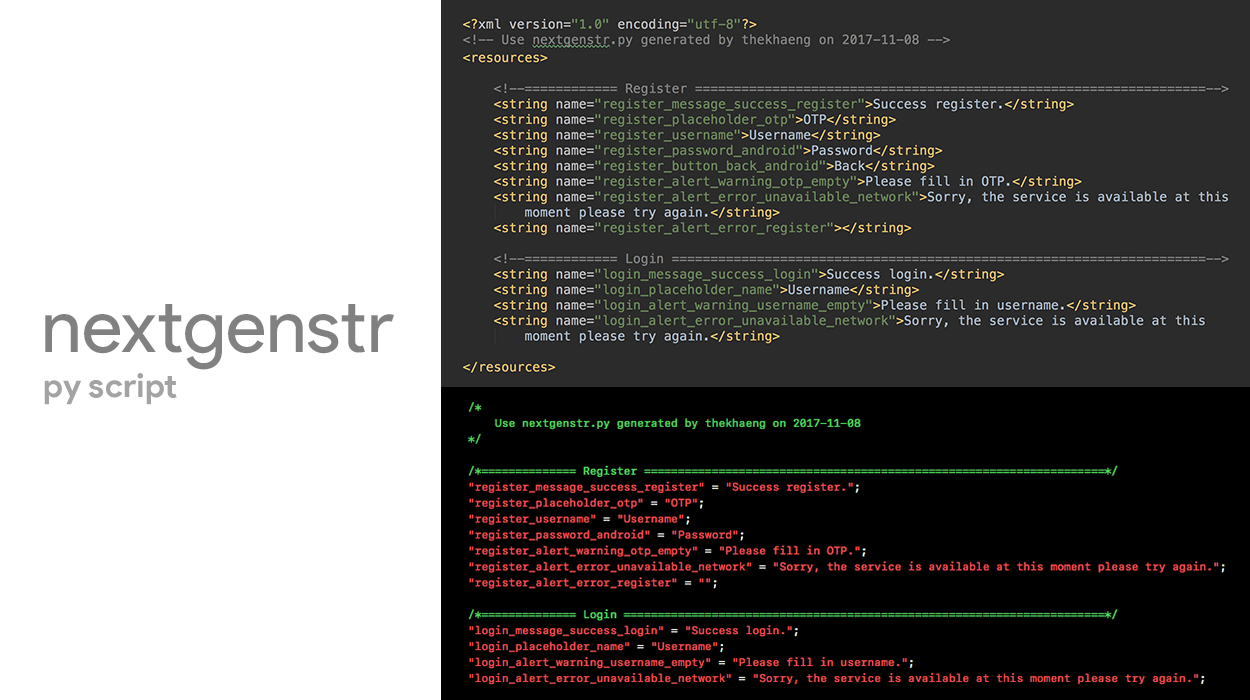 nextgenstr
py script
<?xml version="1.0" encoding="utf-8"?>
<!-- Use nextgenstr.py generated by thekhaeng on 2017-11-08 -->
<resources>
<!--============ Register ==================================================================-->
<string name="register_message_success_register">Success register.</string>
<string name="register_placeholder_otp">OTP</string>
<string name="register_username">Username</string>
<string name="register_password_android">Password</string>
<string name="register_button_back_android">Back</string>
<string name="register_alert_warning_otp_empty">Please fill in OTP.</string>
<string name="register_alert_error_unavailable_network">Sorry, the service is available at this
moment please try again.</string>
<string name="register_alert_error_register"></string>
<!--============ Login =====================================================================-->
<string name="login_message_success_login">Success login.</string>
<string name="login_placeholder_name">Username</string>
<string name="login_alert_warning_username_empty">Please fill in username.</string>
<string name="login_alert_error_unavailable_network">Sorry, the service is available at this
moment please try again.</string>
</resources>
/*
Use nextgenstr.py generated by thekhaeng on 2017-11-08
*/
/*============== Register ====================================================================*/
"register_message_success_register" = "Success register.";
"register_placeholder_otp" = "OTP";
"register_username" = "Username";
"register_password_android" = "Password";
"register_alert_warning_otp_empty" = "Please fill in OTP.";
"register_alert_error_unavailable_network" = "Sorry, the service is available at this moment please try again.";
"register_alert_error_register" = "";
/*============== Login =======================================================================*/
"login_message_success_login" = "Success login.";
"login_placeholder_name" = "Username";
"login_alert_warning_username_empty" = "Please fill in username.";
"login_alert_error_unavailable_network" = "Sorry, the service is available at this moment please try again.";